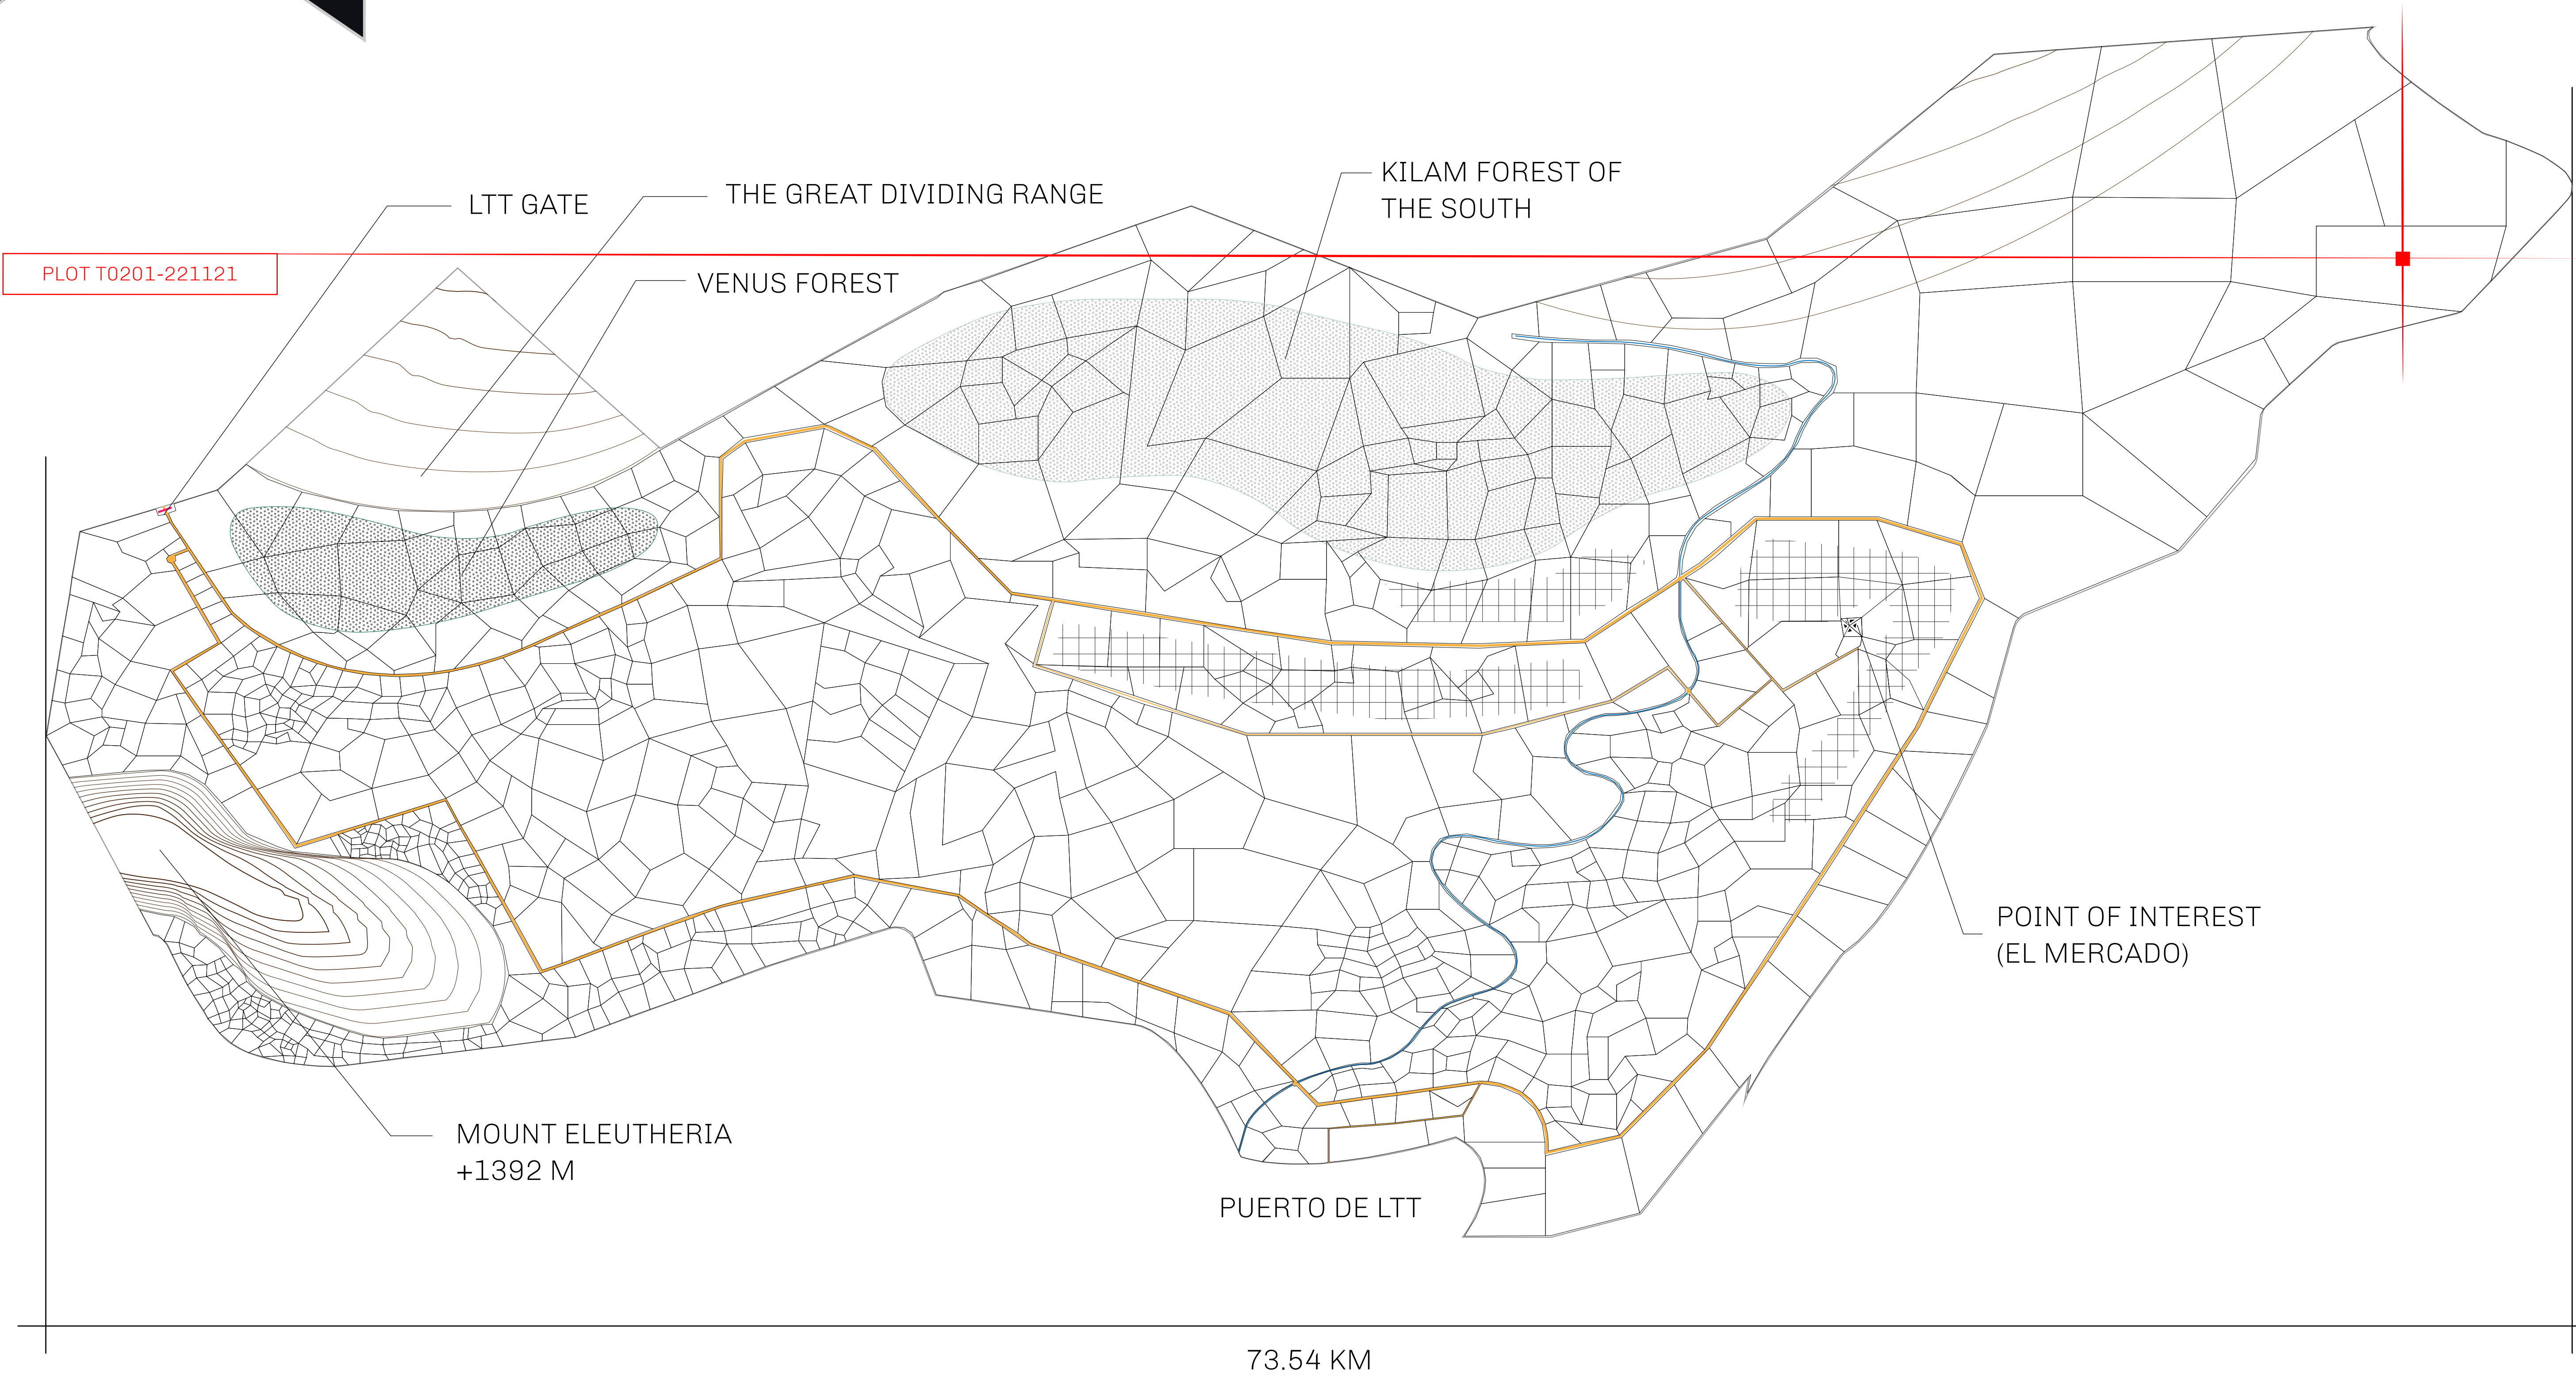 KILAM FOREST OF
THE SOUTH
THE GREAT DIVIDING RANGE
LTT GATE
PLOT T0201-221121
VENUS FOREST
POINT OF INTEREST
(EL MERCADO)
MOUNT ELEUTHERIA
+1392 M
PUERTO DE LTT
73.54 KM